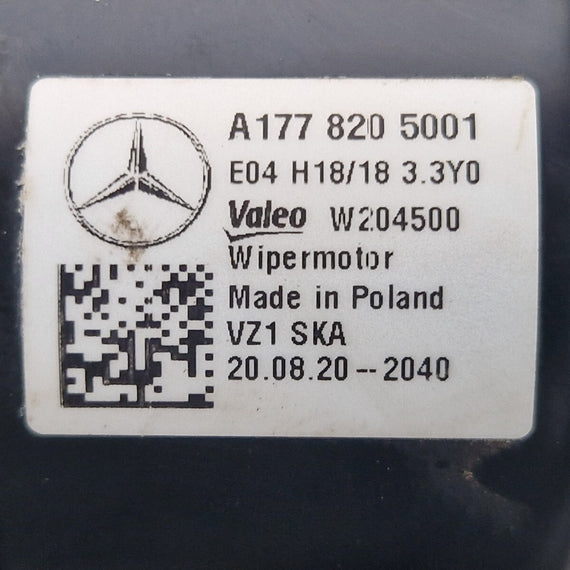 A177 820 5001
E04 H18/18 3.3Y0
Valeo W204500
Wipermotor
Made in Poland
VZ1 SKA
20.08.20--2040